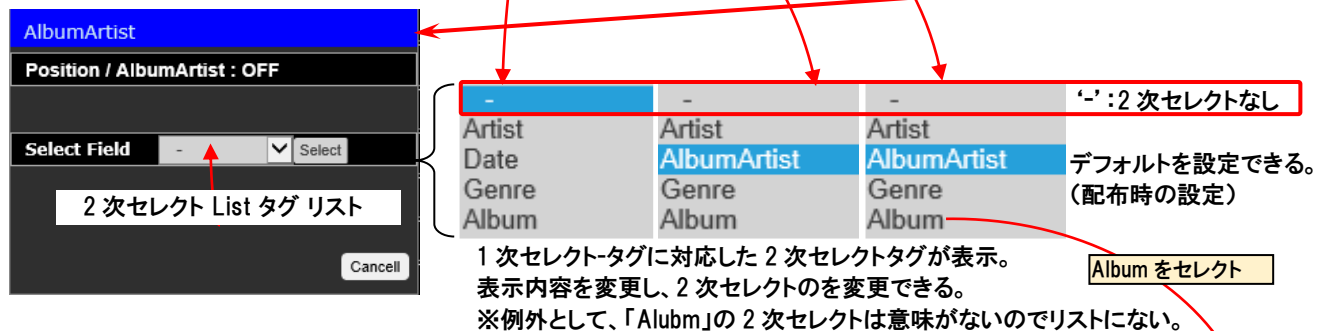 AlbumArtist
Position / AlbumArtist : OFF
Select Field - Select
2 次セレクト List タグ リスト
Cancell
- - - ‘-’:2 次セレクトなし
Artist Artist Artist
Date AlbumArtist AlbumArtist デフォルトを設定できる。
Genre Genre Genre (配布時の設定)
Album Album Album
1 次セレクト-タグに対応した 2 次セレクトタグが表示。
Album をセレクト
表示内容を変更し、2 次セレクトのを変更できる。
※例外として、「Alubm」の 2 次セレクトは意味がないのでリストにない。